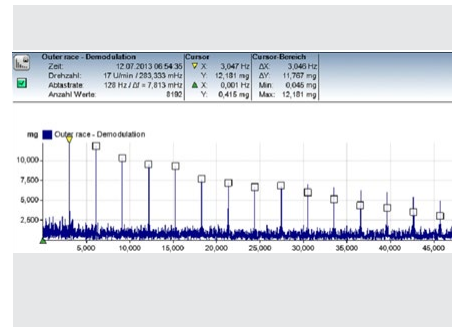 Outer race - Demodulation
Zeit: 12.07.2013 06:54:35
Drehzahl: 17 U/min / 283,333 mHz
Abtastrate: 128 Hz / Δf = 7,813 mHz
Anzahl Werte: 8192
Cursor
X: 3,047 Hz
Y: 12,181 mg
X: 0,001 Hz
Y: 0,415 mg
Cursor-Bereich
ΔX: 3,046 Hz
ΔY: 11,767 mg
Min: 0,045 mg
Max: 12,181 mg
mg Outer race - Demodulation
10,000
7,500
5,000
2,500
5,000 10,000 15,000 20,000 25,000 30,000 35,000 40,000 45,000